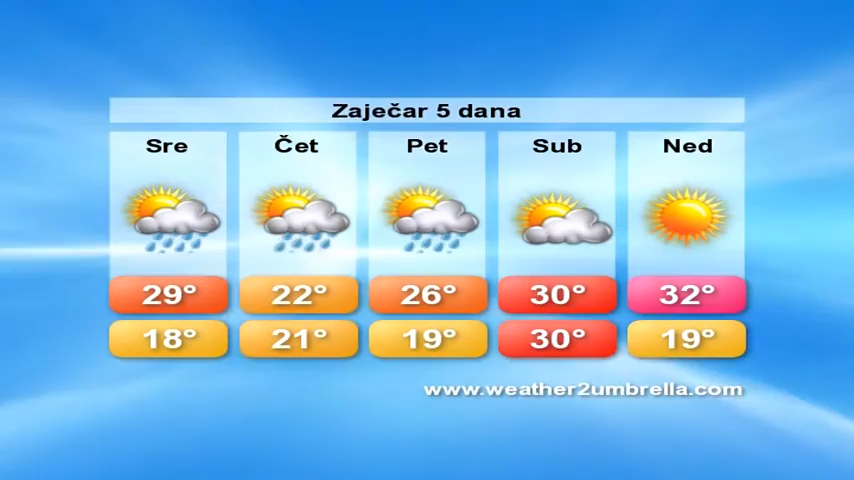 Zaječar 5 dana
Sre Čet Pet Sub Ned
29° 22° 26° 30° 32°
18° 21° 19° 30° 19°
www.weather2umbrella.com